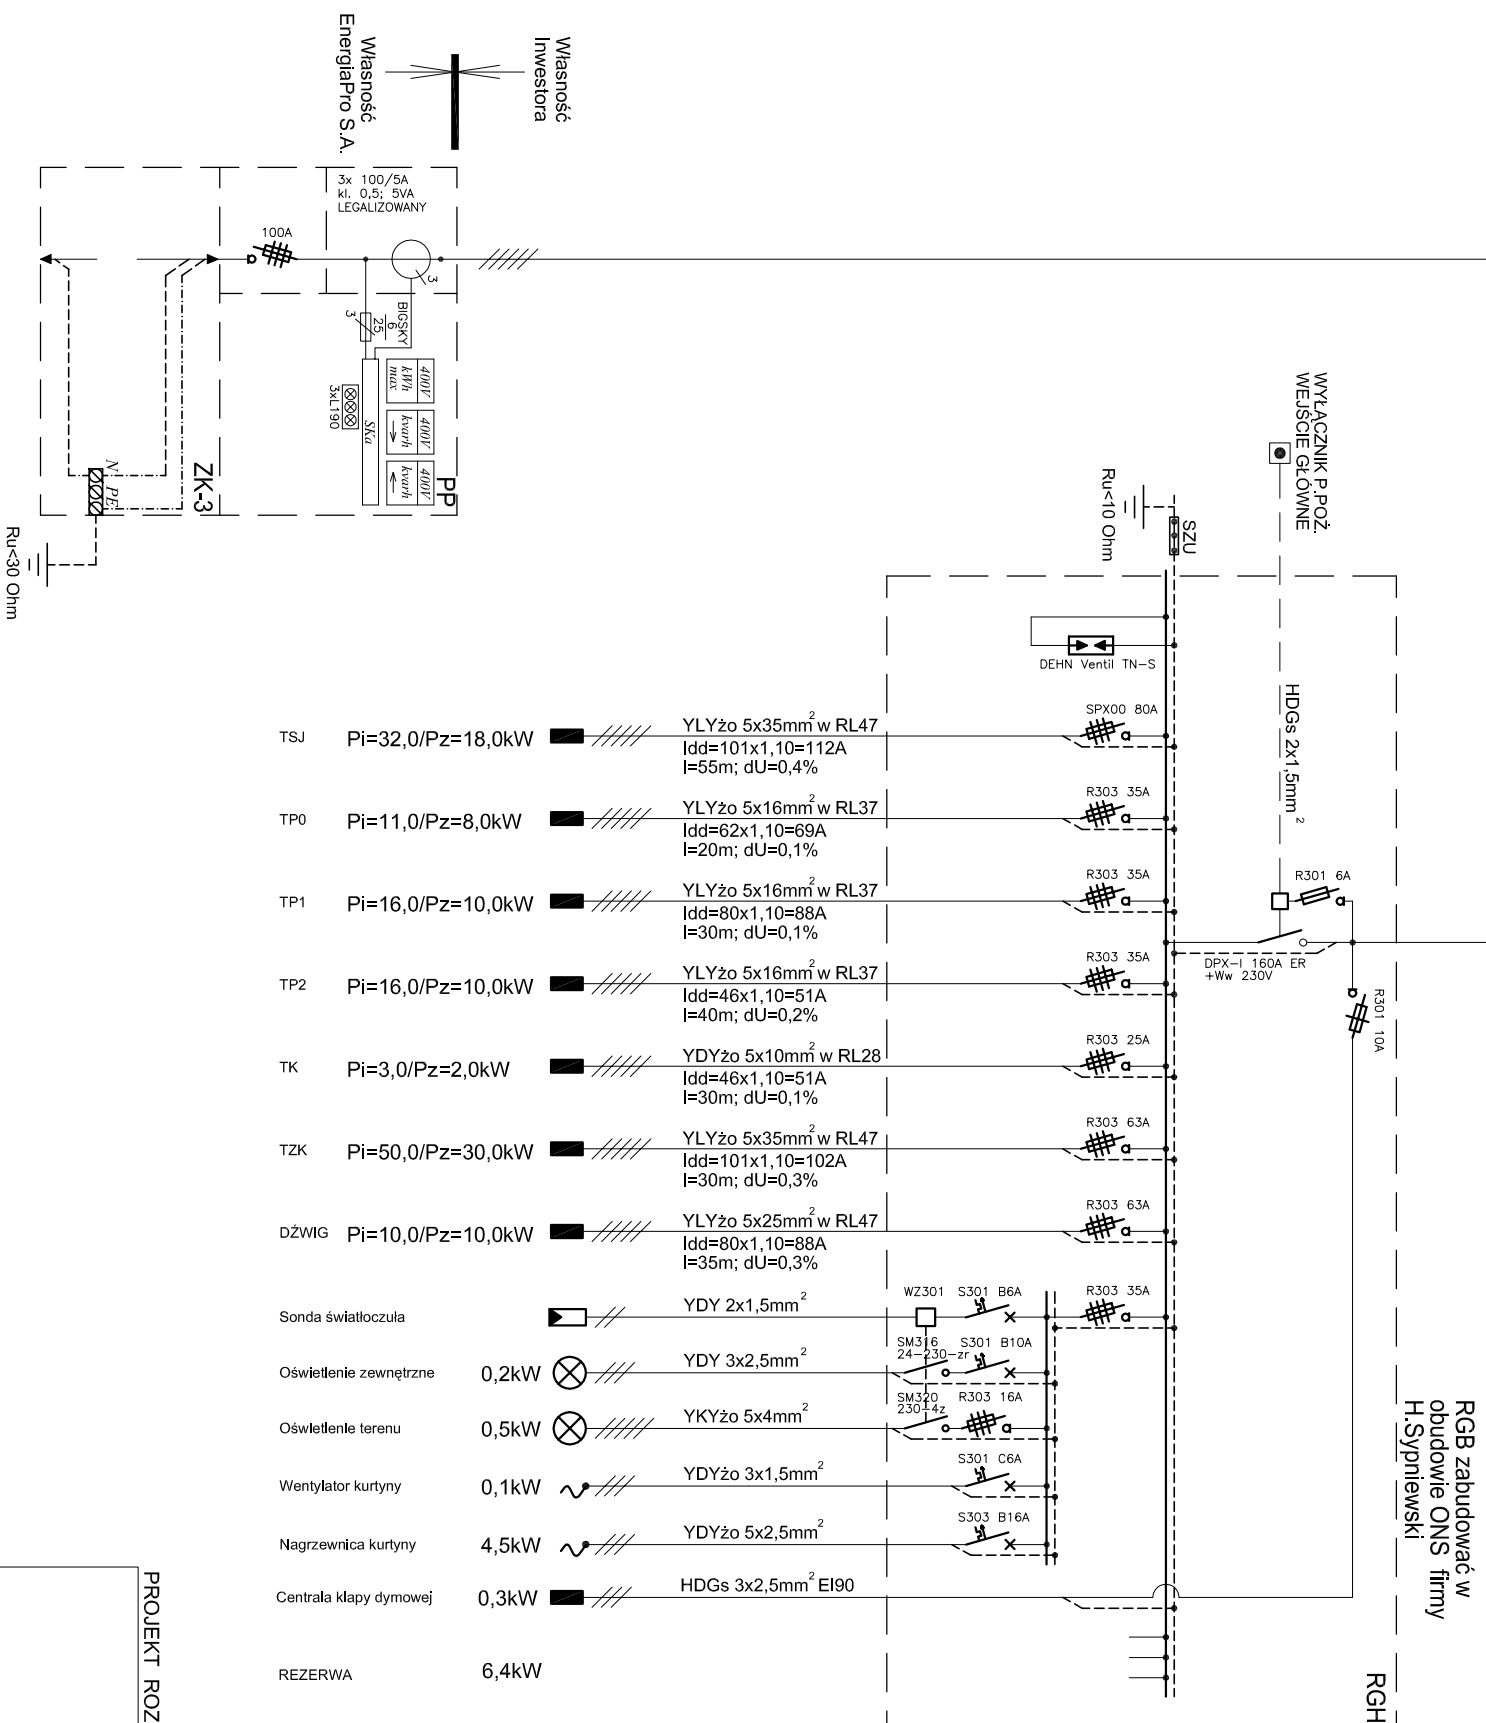 Własność
EnergiaPro S.A.
Własność
Inwestora
3x 100/5A
kl. 0,5; 5VA
LEGALIZOWANY
100A
3
BIGSKY
6
25
3
400V
kWh
max
400V
kvarh
400V
kvarh
SKa
3xL190
PP
ZK-3
N
PE
Ru<30 Ohm
WYŁĄCZNIK P.POŻ.
WEJŚCIE GŁÓWNE
Ru<10 Ohm
SZU
HDGs 2x1,5mm²
DEHN Ventil TN-S
TSJ Pi=32,0/Pz=18,0kW YLYżo 5x35mm² w RL47 SPX00 80A
Idd=101x1,10=112A
l=55m; dU=0,4%
TP0 Pi=11,0/Pz=8,0kW YLYżo 5x16mm² w RL37 R303 35A
Idd=62x1,10=69A
l=20m; dU=0,1%
TP1 Pi=16,0/Pz=10,0kW YLYżo 5x16mm² w RL37 R303 35A
Idd=80x1,10=88A
l=30m; dU=0,1%
R301 6A
DPX-I 160A ER
+Ww 230V
R301 10A
TP2 Pi=16,0/Pz=10,0kW YLYżo 5x16mm² w RL37 R303 35A
Idd=46x1,10=51A
l=40m; dU=0,2%
TK Pi=3,0/Pz=2,0kW YDYżo 5x10mm² w RL28 R303 25A
Idd=46x1,10=51A
l=30m; dU=0,1%
TZK Pi=50,0/Pz=30,0kW YLYżo 5x35mm² w RL47 R303 63A
Idd=101x1,10=102A
l=30m; dU=0,3%
DŹWIG Pi=10,0/Pz=10,0kW YLYżo 5x25mm² w RL47 R303 63A
Idd=80x1,10=88A
l=35m; dU=0,3%
Sonda światłoczuła YDY 2x1,5mm² WZ301 S301 B6A R303 35A
Oświetlenie zewnętrzne 0,2kW YDY 3x2,5mm² SM316 S301 B10A
24-230-zr
Oświetlenie terenu 0,5kW YKYżo 5x4mm² SM320 R303 16A
230-4z
Wentylator kurtyny 0,1kW YDYżo 3x1,5mm² S301 C6A
Nagrzewnica kurtyny 4,5kW YDYżo 5x2,5mm² S303 B16A
Centrala klapy dymowej 0,3kW HDGs 3x2,5mm² EI90
REZERWA 6,4kW
RGB zabudować w
obudowie ONS firmy
H.Sypniewski
RGH
PROJEKT ROZ